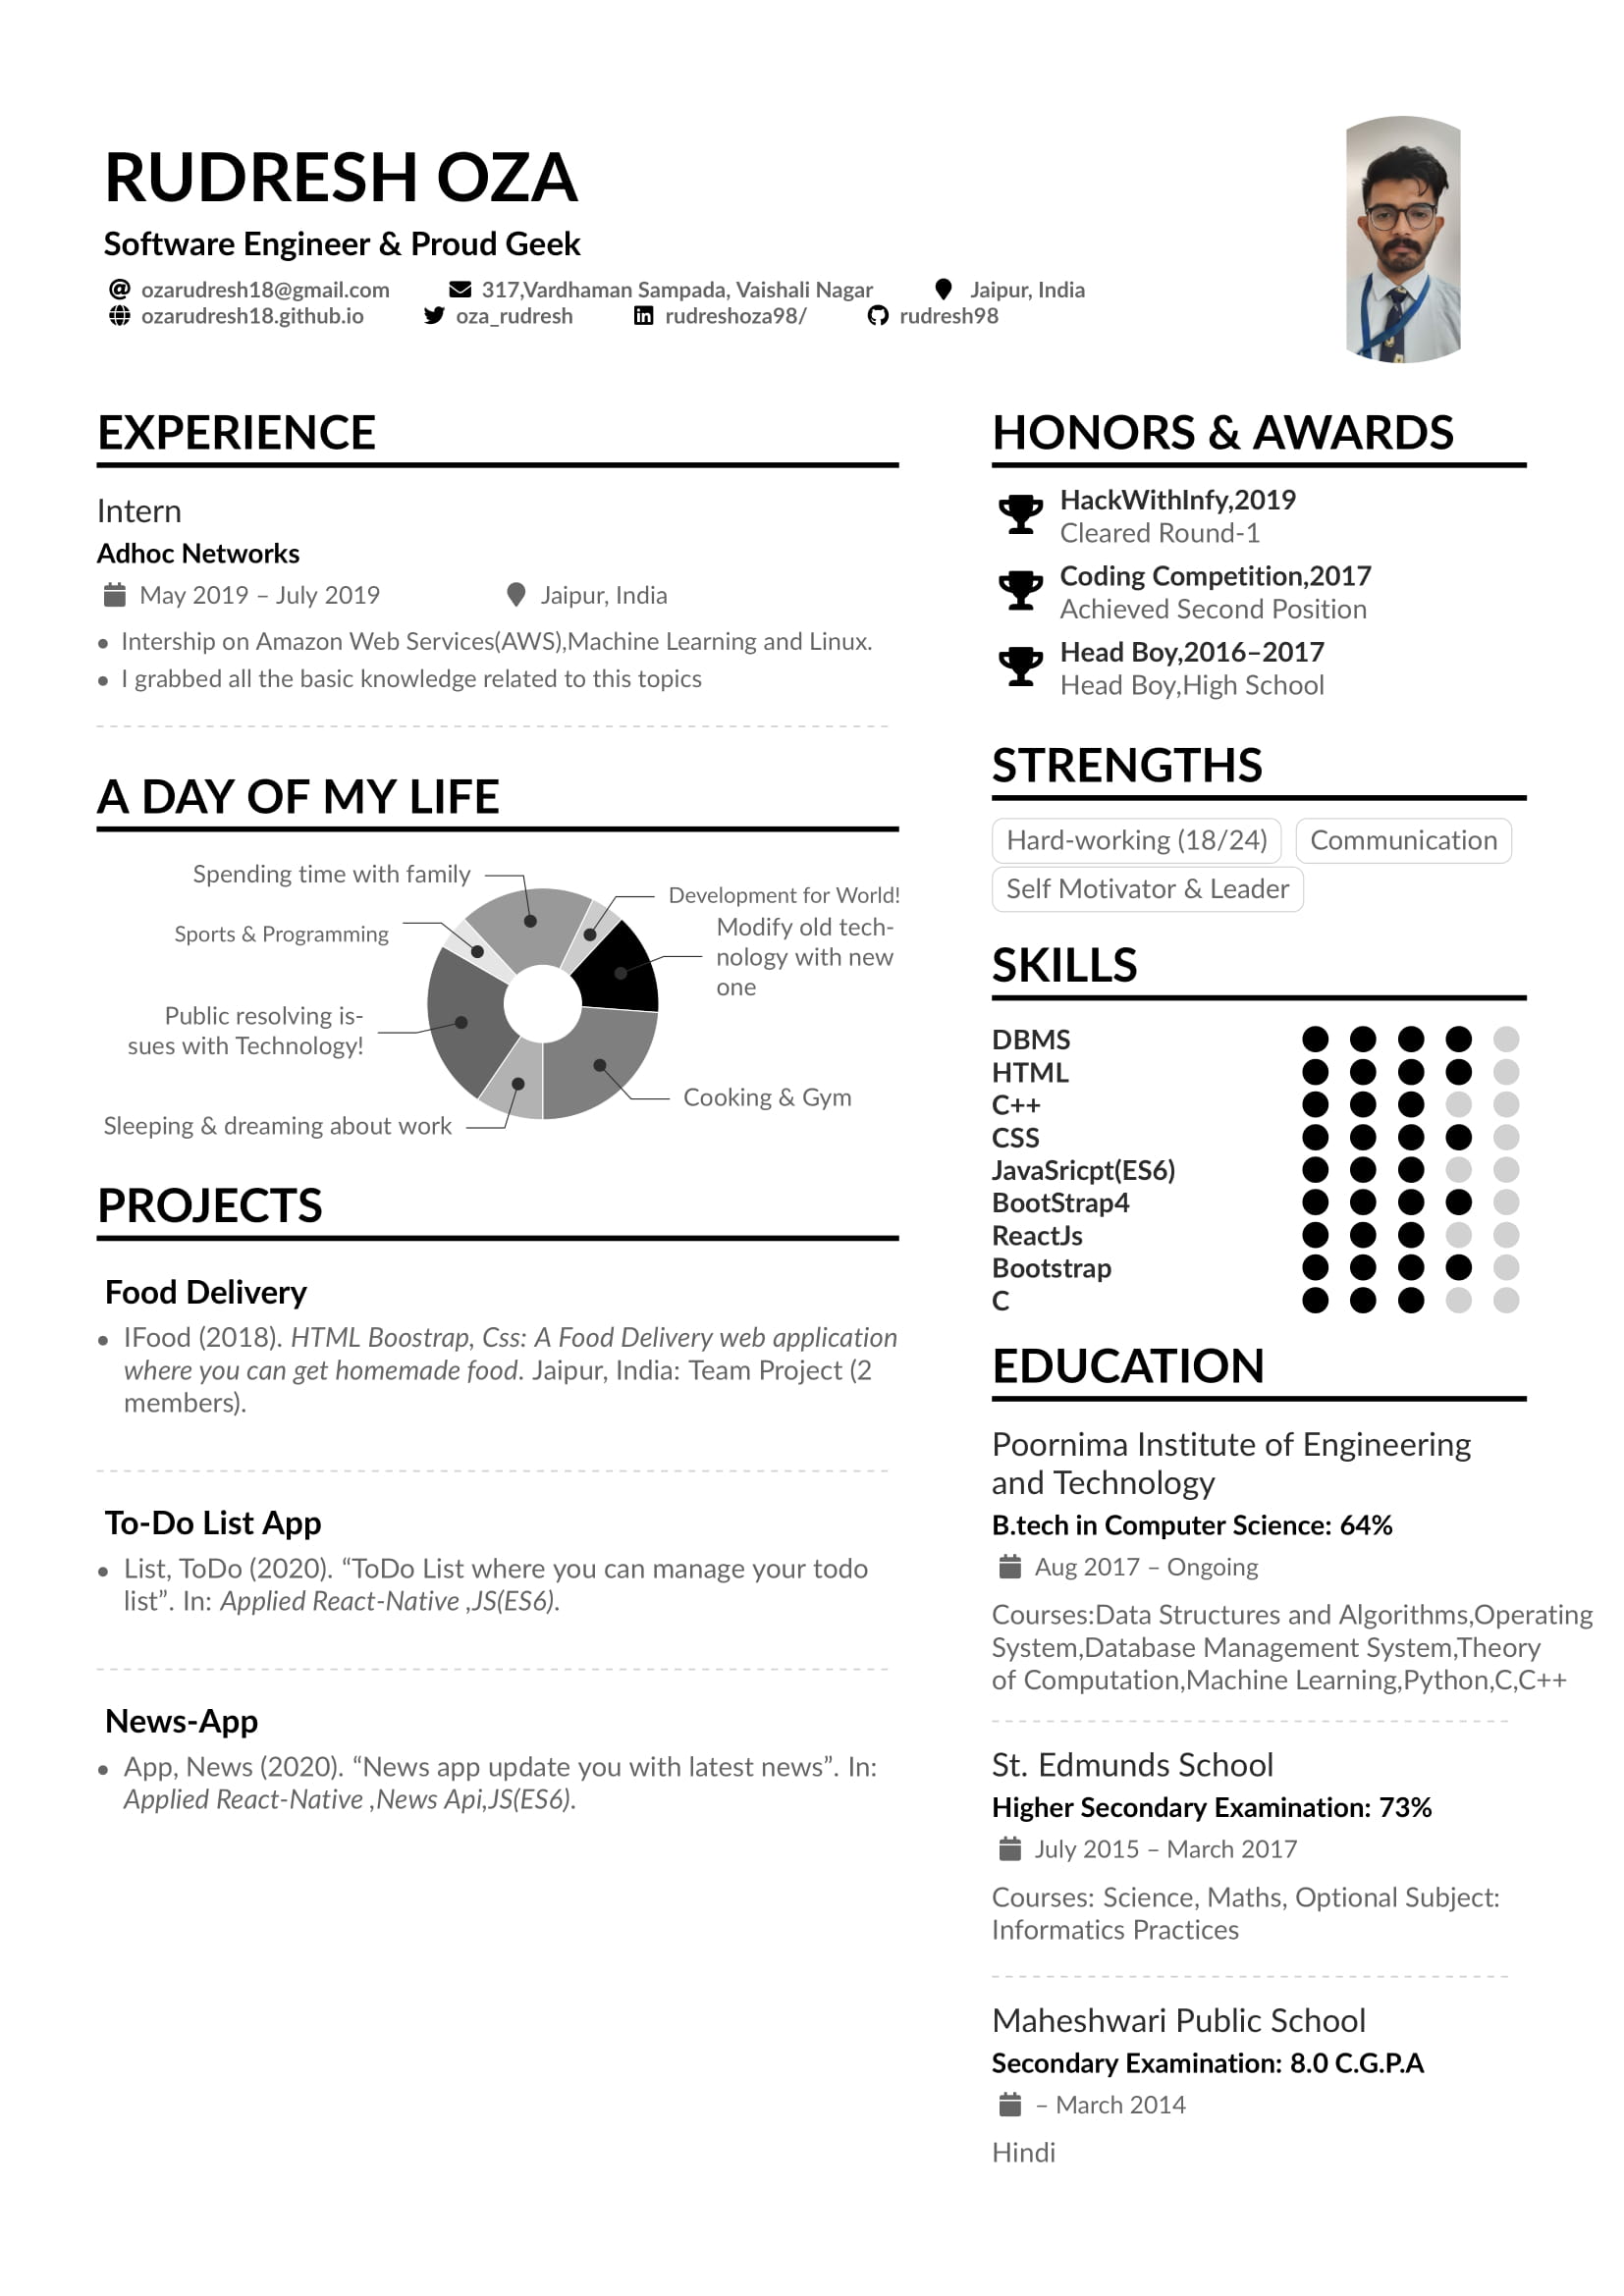 RUDRESH OZA
Software Engineer & Proud Geek
ozarudresh18@gmail.com 317,Vardhaman Sampada, Vaishali Nagar Jaipur, India
ozarudresh18.github.io oza_rudresh rudreshoza98/ rudresh98
EXPERIENCE
Intern
Adhoc Networks
May 2019 – July 2019 Jaipur, India
• Intership on Amazon Web Services(AWS),Machine Learning and Linux.
• I grabbed all the basic knowledge related to this topics
A DAY OF MY LIFE
Spending time with family
Development for World!
Sports & Programming
Modify old tech-
nology with new
one
Public resolving is-
sues with Technology!
Cooking & Gym
Sleeping & dreaming about work
PROJECTS
Food Delivery
• IFood (2018). HTML Boostrap, Css: A Food Delivery web application
where you can get homemade food. Jaipur, India: Team Project (2
members).
To-Do List App
• List, ToDo (2020). “ToDo List where you can manage your todo
list”. In: Applied React-Native ,JS(ES6).
News-App
• App, News (2020). “News app update you with latest news”. In:
Applied React-Native ,News Api,JS(ES6).
HONORS & AWARDS
HackWithInfy,2019
Cleared Round-1
Coding Competition,2017
Achieved Second Position
Head Boy,2016–2017
Head Boy,High School
STRENGTHS
Hard-working (18/24) Communication
Self Motivator & Leader
SKILLS
DBMS
HTML
C++
CSS
JavaSricpt(ES6)
BootStrap4
ReactJs
Bootstrap
C
EDUCATION
Poornima Institute of Engineering
and Technology
B.tech in Computer Science: 64%
Aug 2017 – Ongoing
Courses:Data Structures and Algorithms,Operating
System,Database Management System,Theory
of Computation,Machine Learning,Python,C,C++
St. Edmunds School
Higher Secondary Examination: 73%
July 2015 – March 2017
Courses: Science, Maths, Optional Subject:
Informatics Practices
Maheshwari Public School
Secondary Examination: 8.0 C.G.P.A
– March 2014
Hindi